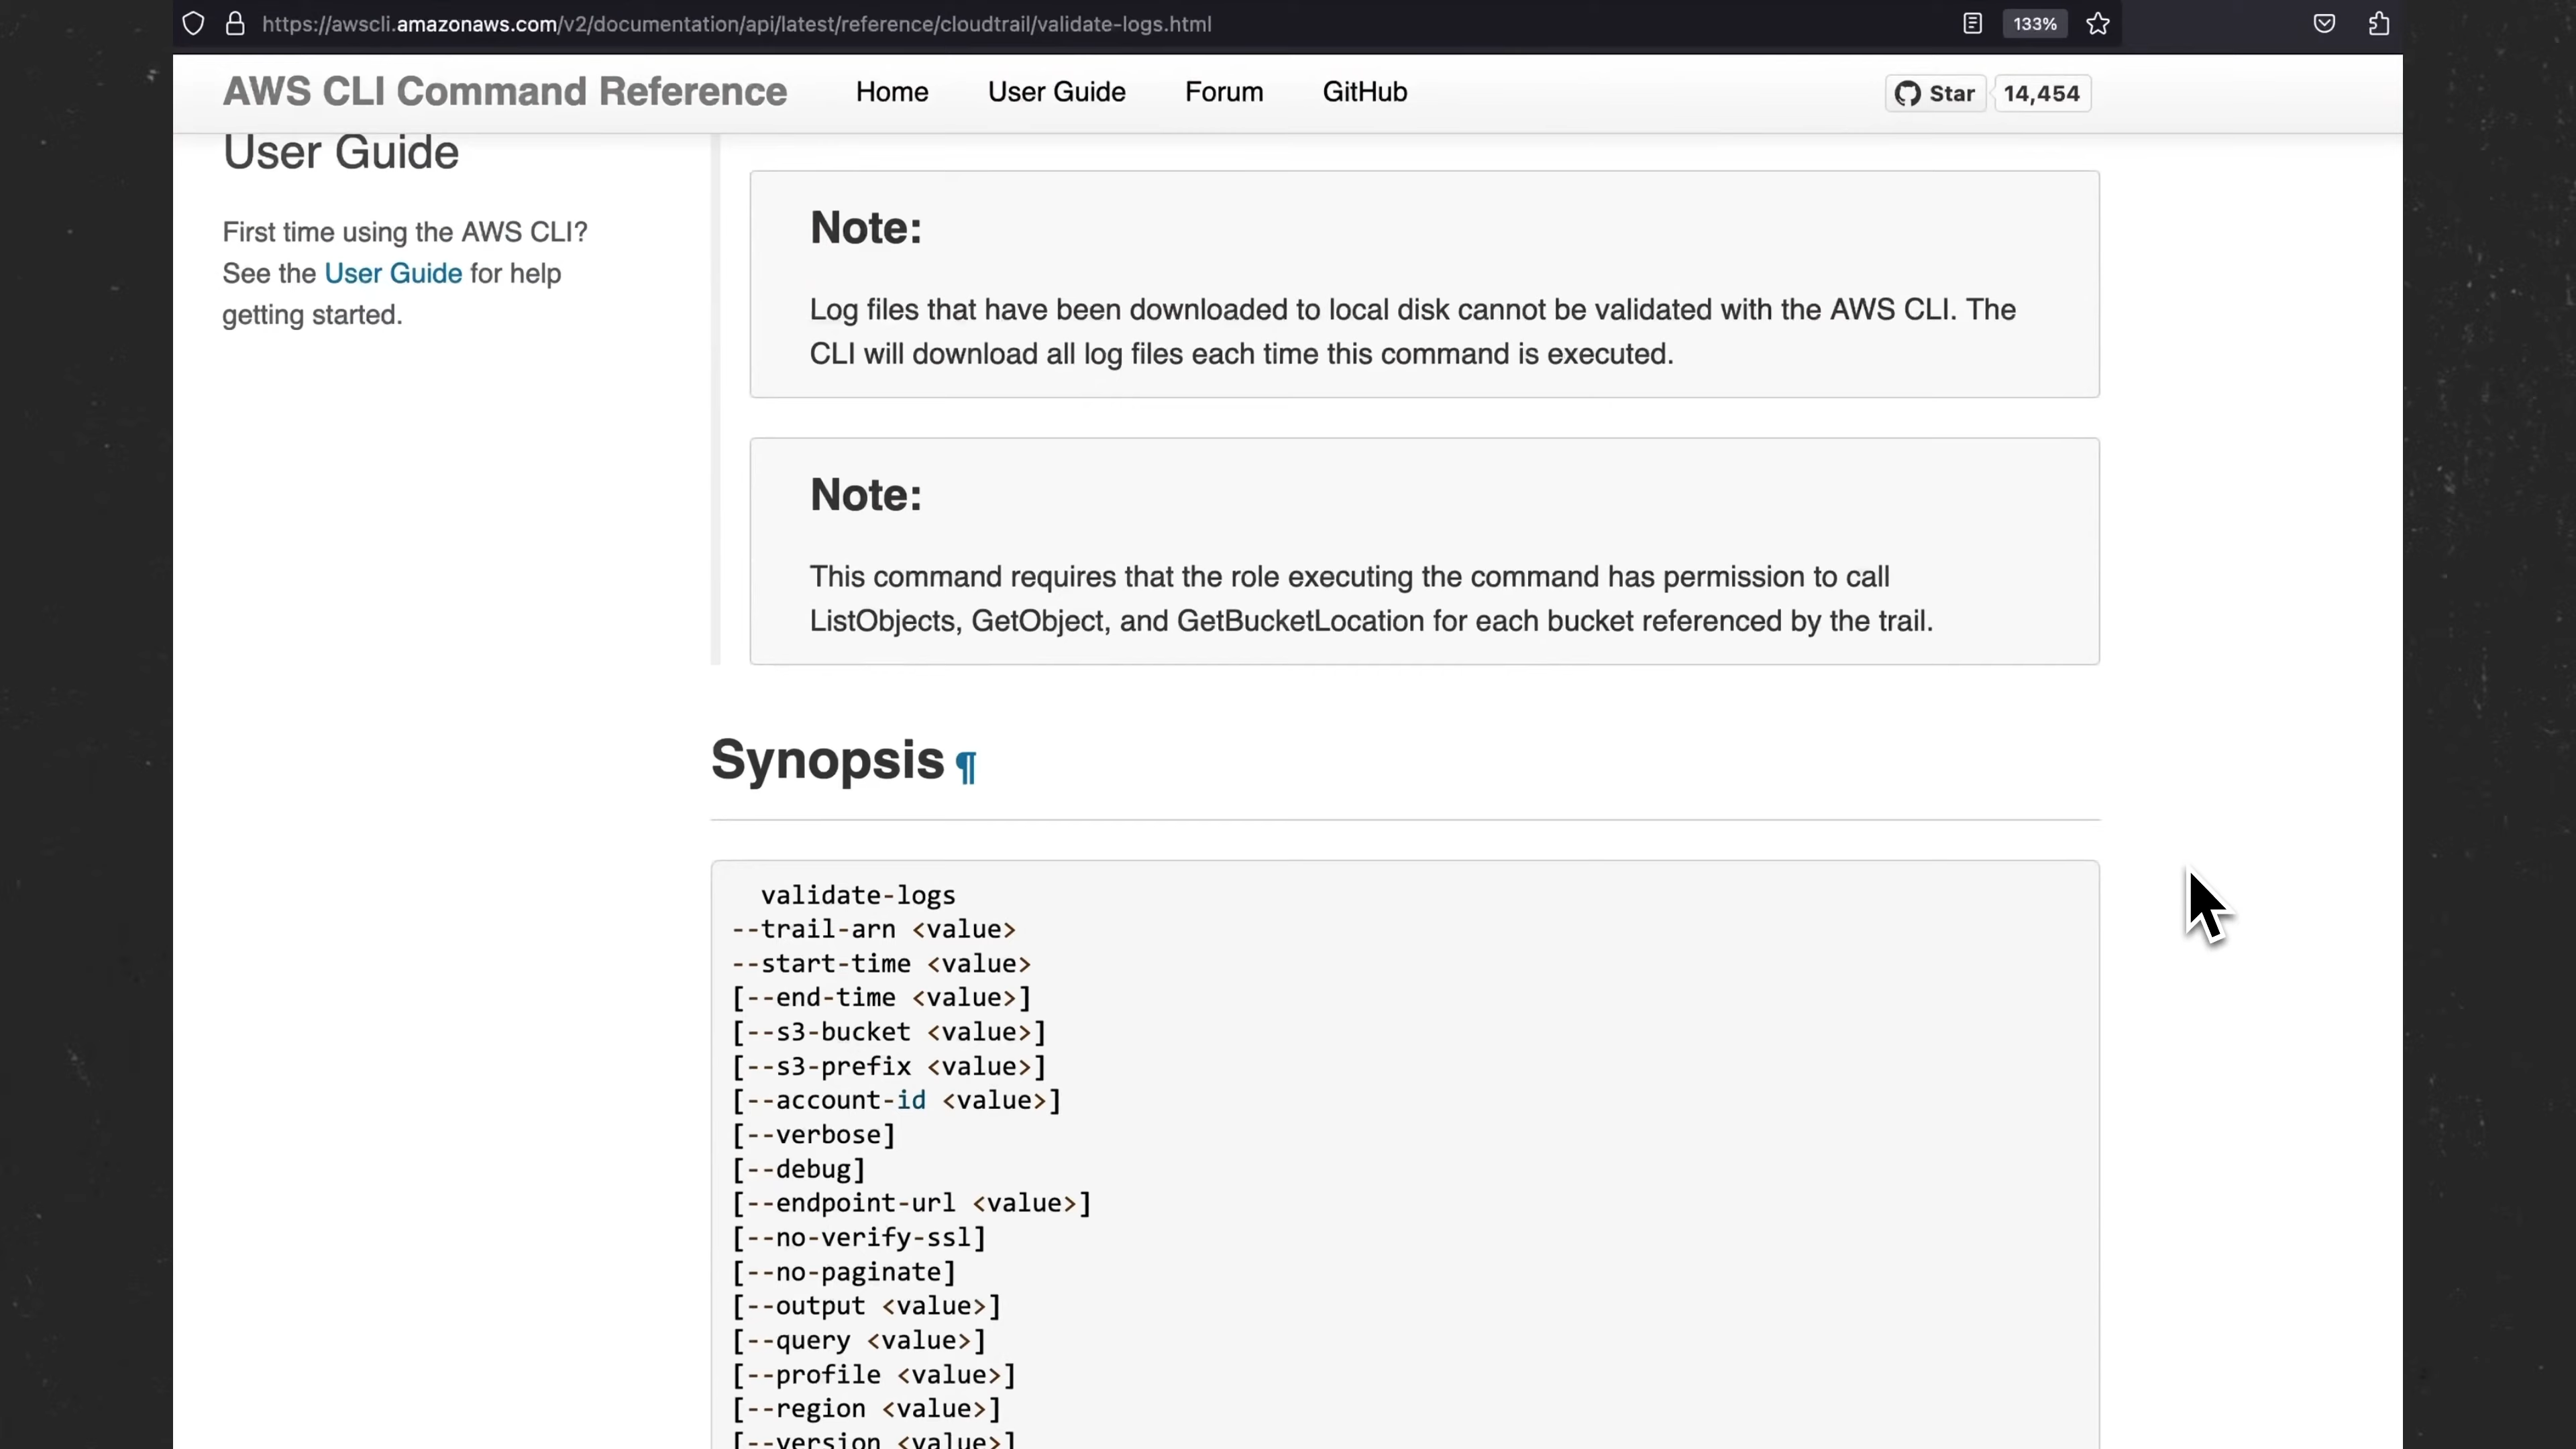 https://awscli.amazonaws.com/v2/documentation/api/latest/reference/cloudtrail/validate-logs.html
133%
AWS CLI Command Reference
Home
User Guide
Forum
GitHub
Star
14,454
User Guide
First time using the AWS CLI?
See the User Guide for help
getting started.
Note:
Log files that have been downloaded to local disk cannot be validated with the AWS CLI. The
CLI will download all log files each time this command is executed.
Note:
This command requires that the role executing the command has permission to call
ListObjects, GetObject, and GetBucketLocation for each bucket referenced by the trail.
Synopsis ¶
validate-logs
--trail-arn <value>
--start-time <value>
[--end-time <value>]
[--s3-bucket <value>]
[--s3-prefix <value>]
[--account-id <value>]
[--verbose]
[--debug]
[--endpoint-url <value>]
[--no-verify-ssl]
[--no-paginate]
[--output <value>]
[--query <value>]
[--profile <value>]
[--region <value>]
[--version <value>]